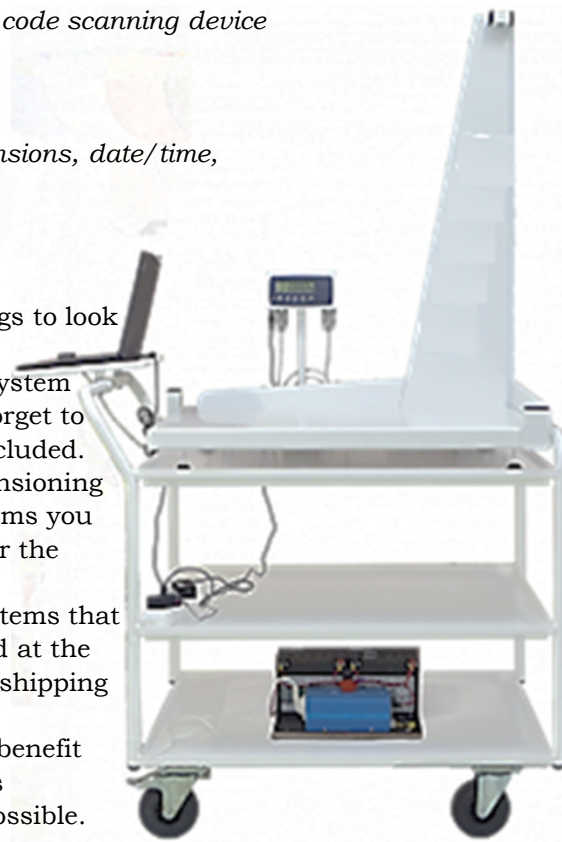 code scanning device
nsions, date/time,
gs to look
ystem
orget to
cluded.
nsioning
ms you
r the
stems that
d at the
shipping
benefit
s
ossible.